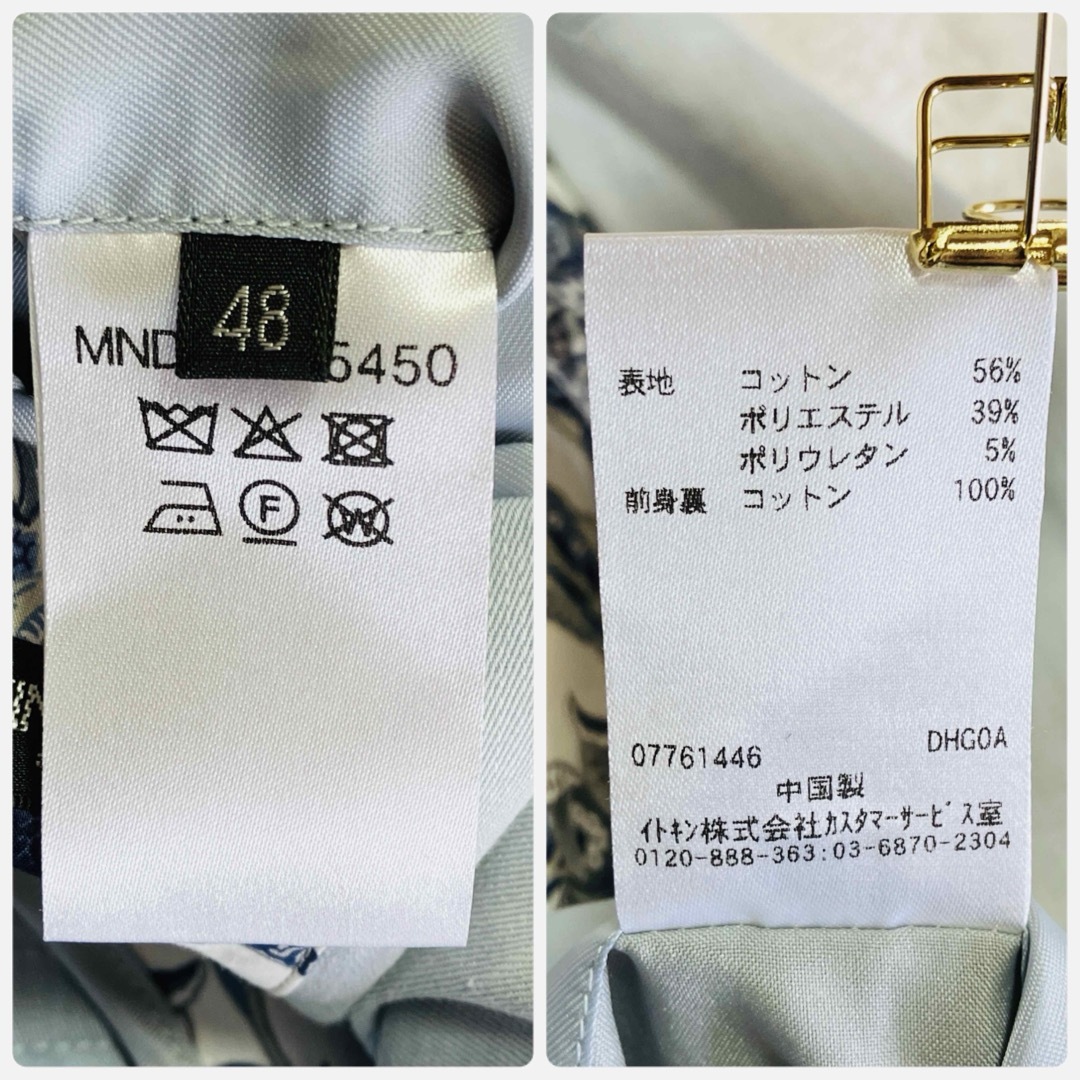 48
MND 5450
F
W
表地 コットン 56%
ポリエステル 39%
ポリウレタン 5%
前身裏 コットン 100%
07761446 DHG0A
中国製
イトキン株式会社カスタマーサービス室
0120-888-363:03-6870-2304